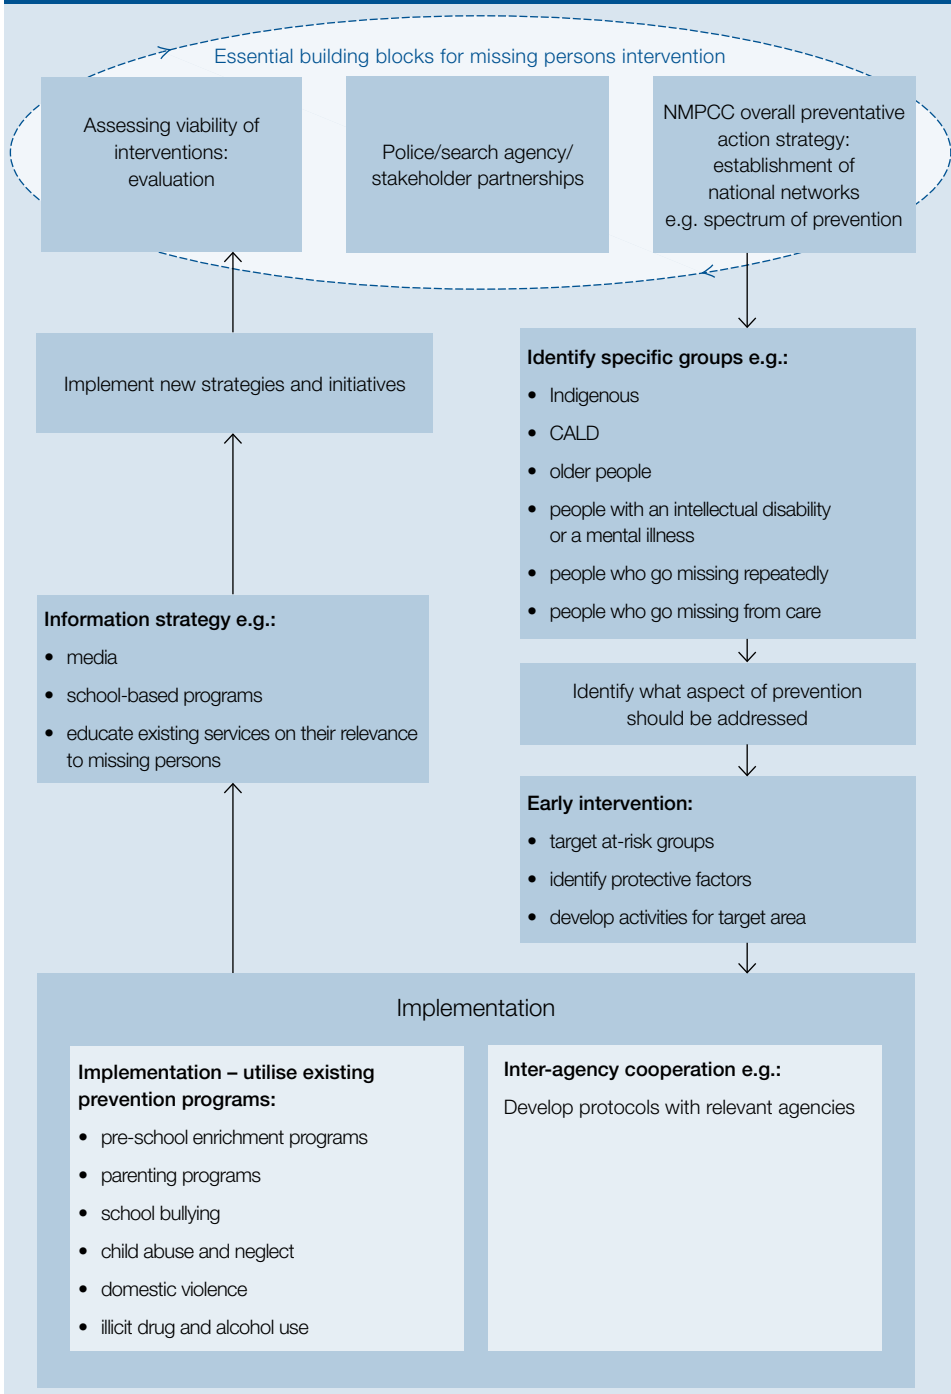 Essential building blocks for missing persons intervention
Assessing viability of
interventions:
evaluation
Police/search agency/
stakeholder partnerships
NMPCC overall preventative
action strategy:
establishment of
national networks
e.g. spectrum of prevention
Implement new strategies and initiatives
Identify specific groups e.g.:
• Indigenous
• CALD
• older people
• people with an intellectual disability
or a mental illness
• people who go missing repeatedly
• people who go missing from care
Information strategy e.g.:
• media
• school-based programs
• educate existing services on their relevance
to missing persons
Identify what aspect of prevention
should be addressed
Early intervention:
• target at-risk groups
• identify protective factors
• develop activities for target area
Implementation
Implementation – utilise existing
prevention programs:
• pre-school enrichment programs
• parenting programs
• school bullying
• child abuse and neglect
• domestic violence
• illicit drug and alcohol use
Inter-agency cooperation e.g.:
Develop protocols with relevant agencies